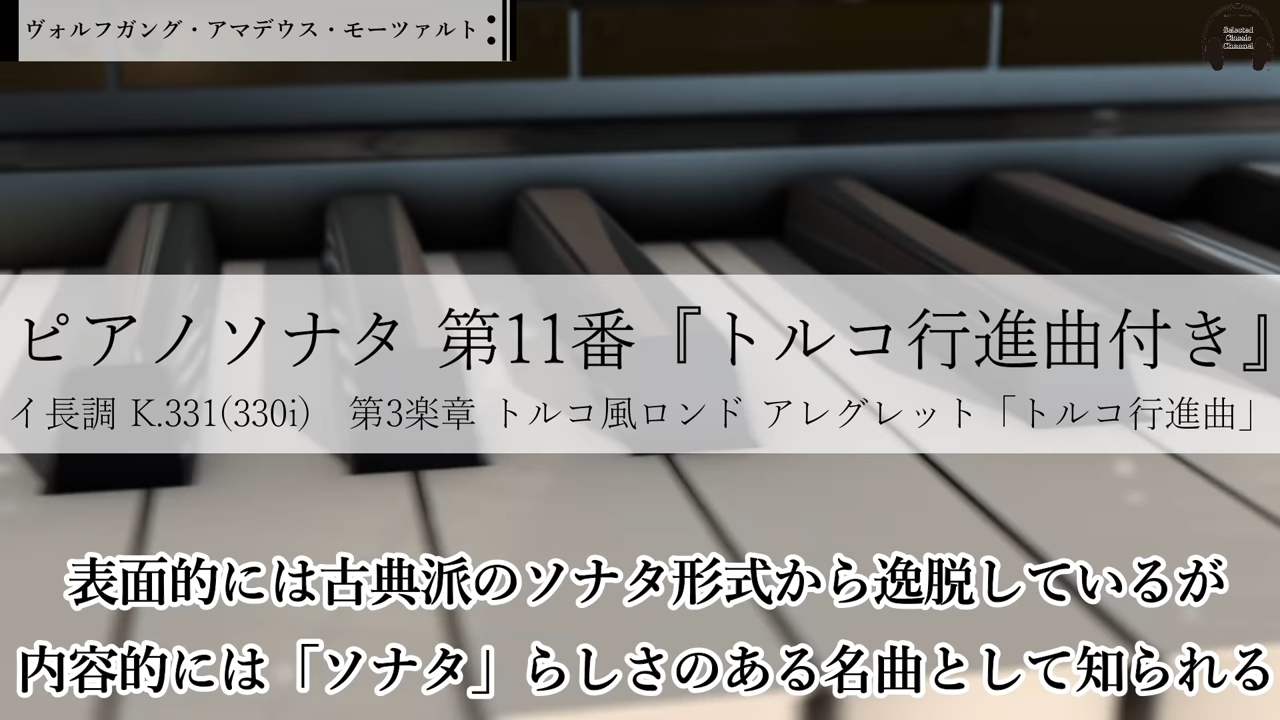 ヴォルフガング・アマデウス・モーツァルト
Selected
Classic
Channel
ピアノソナタ 第11番『トルコ行進曲付き』
イ長調 K.331(330i)　第3楽章 トルコ風ロンド アレグレット「トルコ行進曲」
表面的には古典派のソナタ形式から逸脱しているが
内容的には「ソナタ」らしさのある名曲として知られる